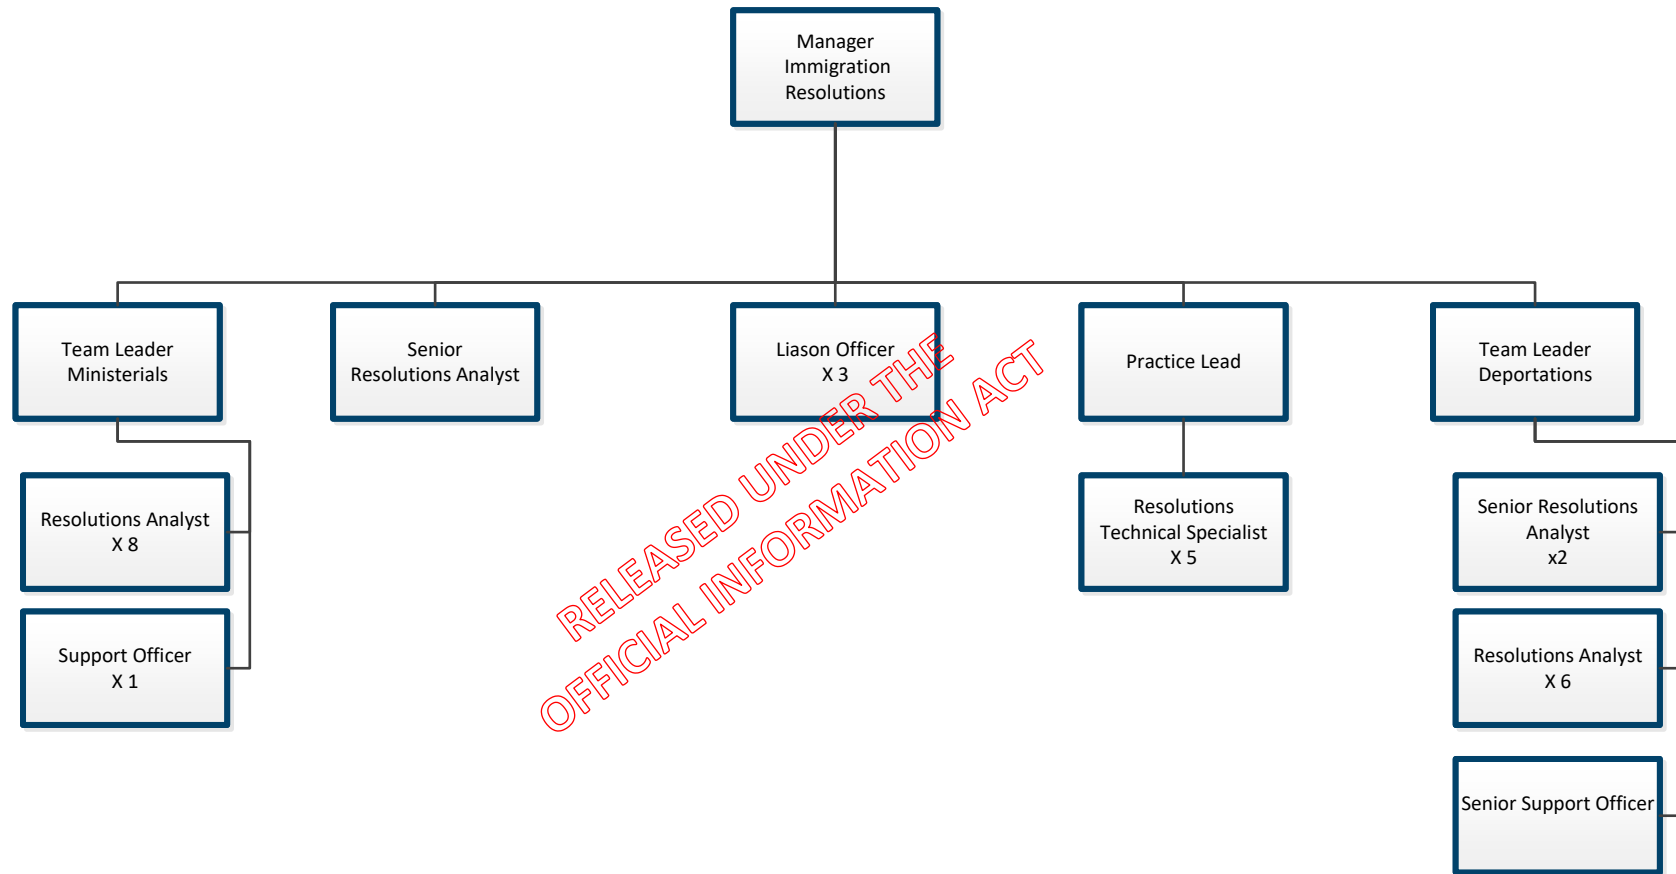 Manager
Immigration
Resolutions
Team Leader
Ministerials
Senior
Resolutions Analyst
Liason Officer
X 3
Practice Lead
Team Leader
Deportations
Resolutions Analyst
X 8
Resolutions
Technical Specialist
X 5
Senior Resolutions
Analyst
x2
Support Officer
X 1
Resolutions Analyst
X 6
Senior Support Officer
RELEASED UNDER THE
OFFICIAL INFORMATION ACT